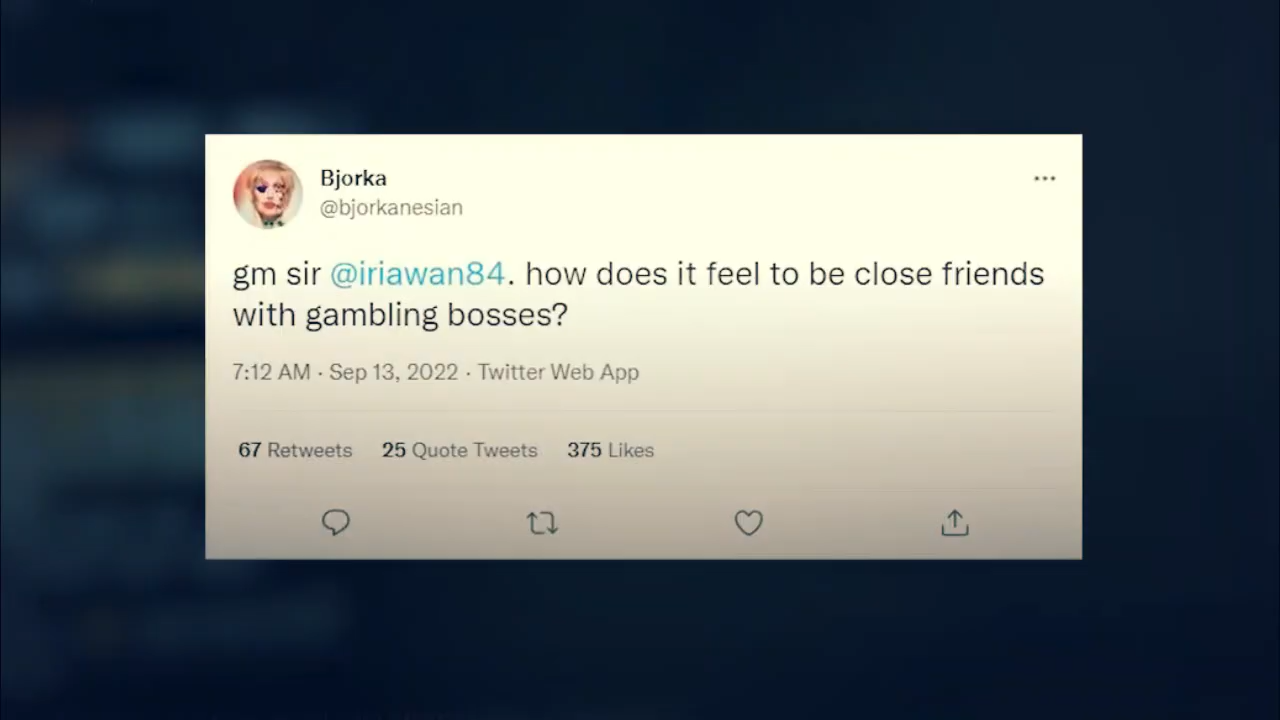 Bjorka
@bjorkanesian
gm sir @iriawan84. how does it feel to be close friends
with gambling bosses?
7:12 AM · Sep 13, 2022 · Twitter Web App
67 Retweets 25 Quote Tweets 375 Likes